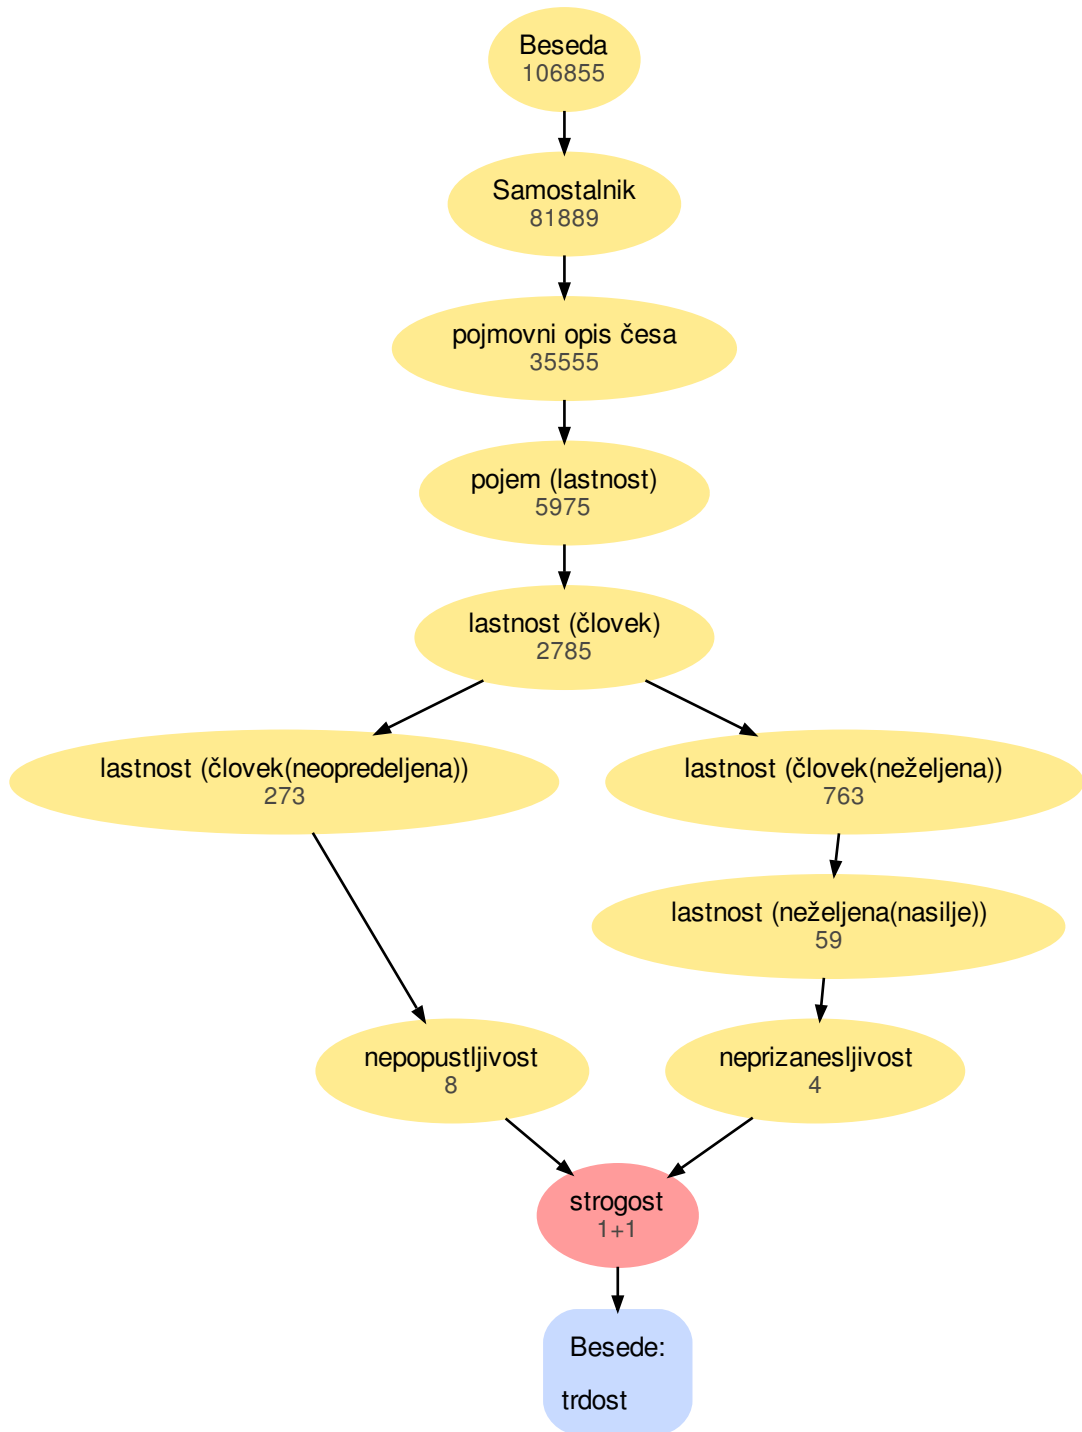 Beseda
106855
Samostalnik
81889
pojmovni opis česa
35555
pojem (lastnost)
5975
lastnost (človek)
2785
lastnost (človek(neopredeljena))
273
lastnost (človek(neželjena))
763
lastnost (neželjena(nasilje))
59
nepopustljivost
8
neprizanesljivost
4
strogost
1+1
Besede:
trdost